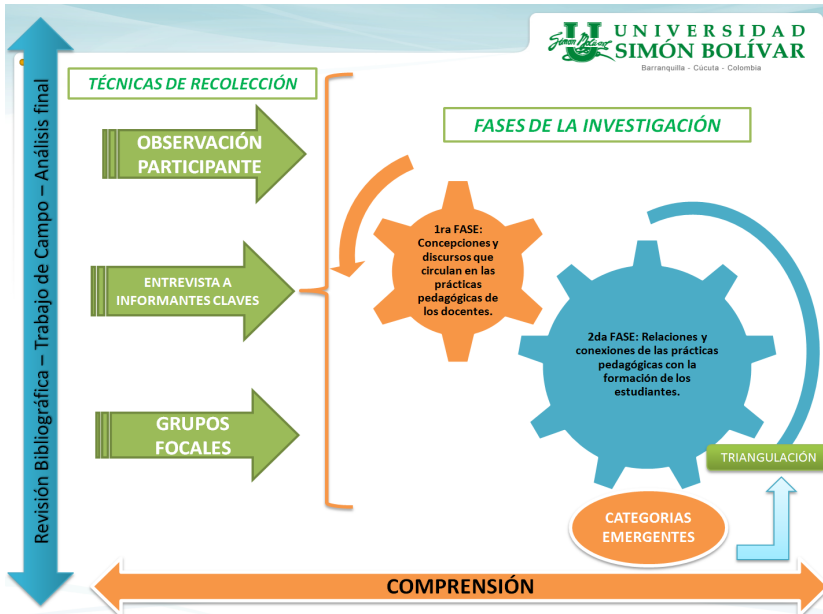 UNIVERSIDAD
SIMÓN BOLÍVAR
Barranquilla - Cúcuta - Colombia
Simón Bolívar
TÉCNICAS DE RECOLECCIÓN
FASES DE LA INVESTIGACIÓN
Revisión Bibliográfica – Trabajo de Campo – Análisis final
OBSERVACIÓN
PARTICIPANTE
ENTREVISTA A
INFORMANTES CLAVES
GRUPOS
FOCALES
1ra FASE:
Concepciones y
discursos que
circulan en las
prácticas
pedagógicas de
los docentes.
2da FASE: Relaciones y
conexiones de las prácticas
pedagógicas con la
formación de los
estudiantes.
TRIANGULACIÓN
CATEGORIAS
EMERGENTES
COMPRENSIÓN